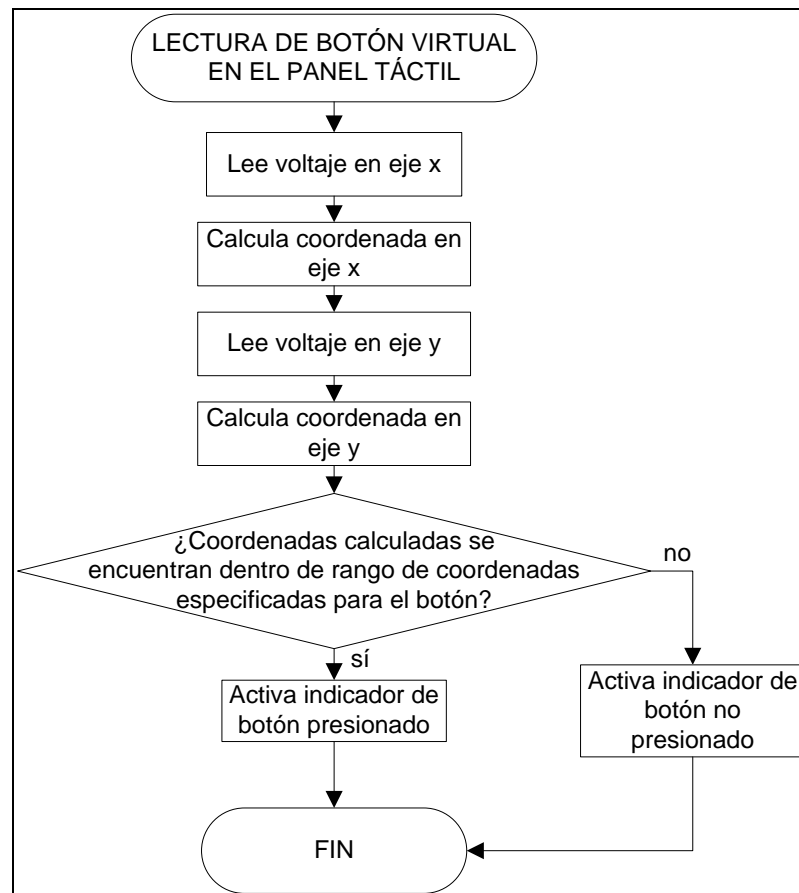 LECTURA DE BOTÓN VIRTUAL
EN EL PANEL TÁCTIL
Lee voltaje en eje x
Calcula coordenada en
eje x
Lee voltaje en eje y
Calcula coordenada en
eje y
¿Coordenadas calculadas se
encuentran dentro de rango de coordenadas
especificadas para el botón?
no
sí
Activa indicador de
botón presionado
Activa indicador de
botón no
presionado
FIN